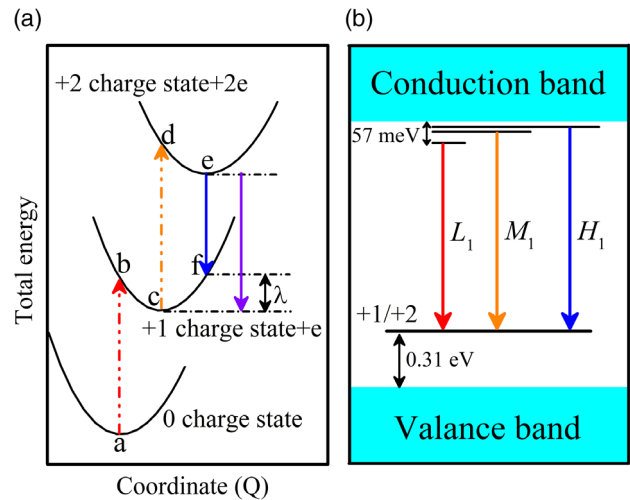 (a)
+2 charge state+2e
d
e
b
f
c
λ
+1 charge state+e
0 charge state
a
Total energy
Coordinate (Q)
(b)
Conduction band
57 meV
L₁
M₁
H₁
+1/+2
0.31 eV
Valance band